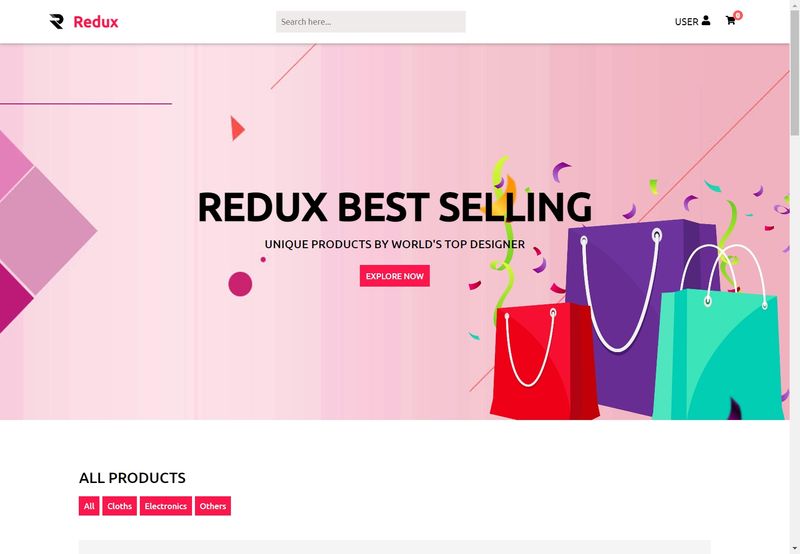 Redux
Search here...
USER
0
REDUX BEST SELLING
UNIQUE PRODUCTS BY WORLD'S TOP DESIGNER
EXPLORE NOW
ALL PRODUCTS
All Cloths Electronics Others